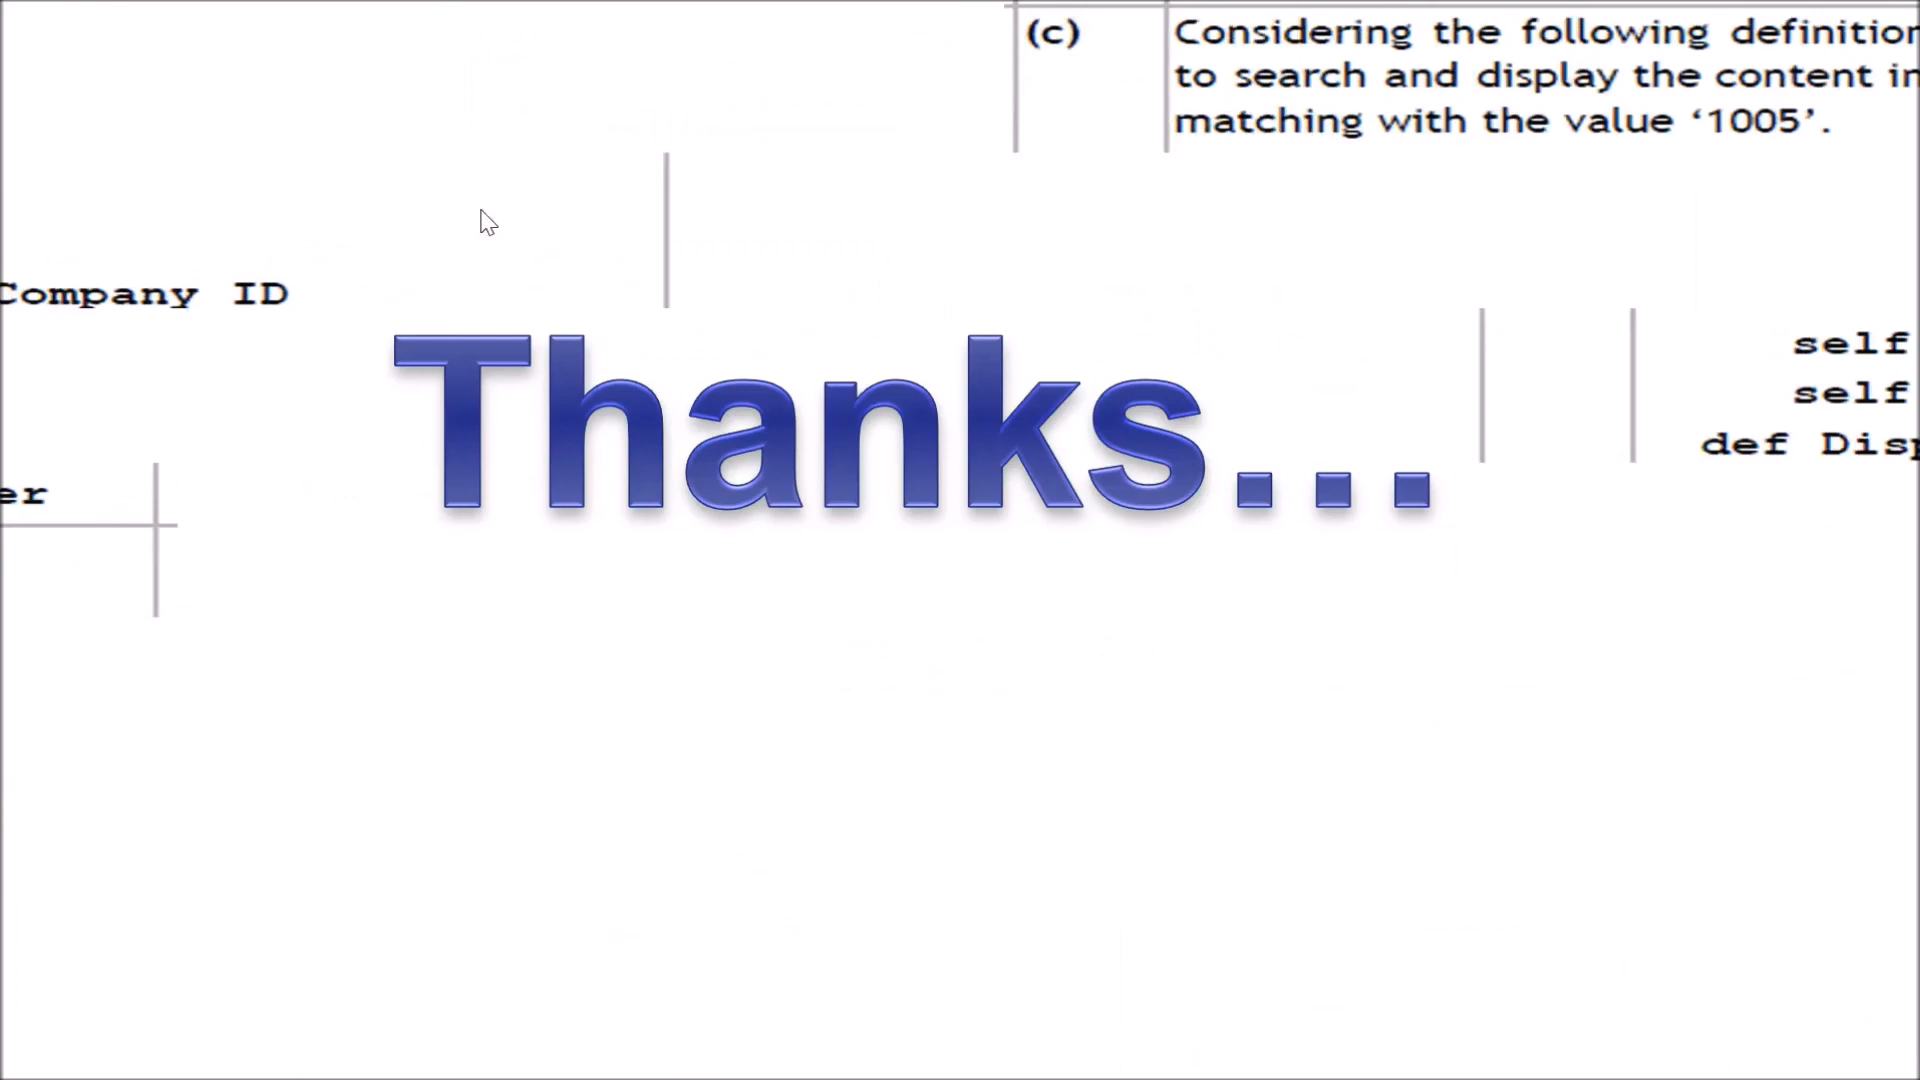 (c) Considering the following definition
to search and display the content in
matching with the value ‘1005’.
Company ID
Thanks...
self
self
def Disp
er